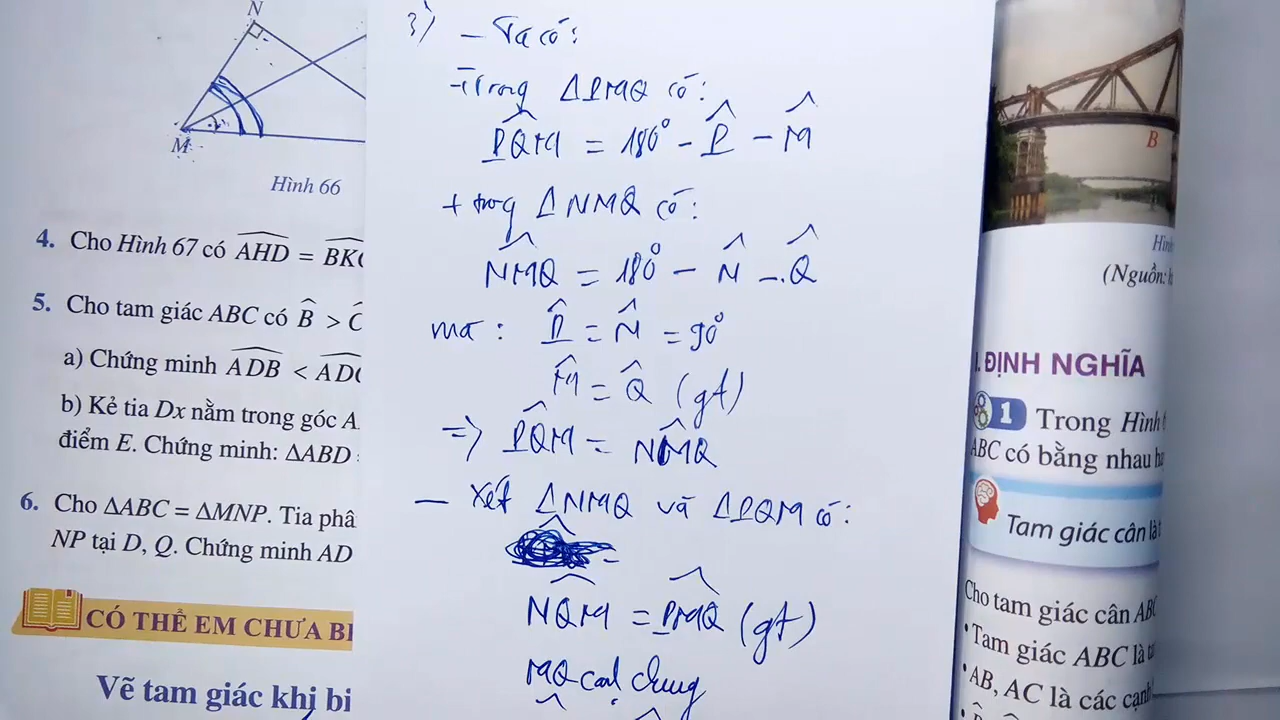 N
M
Hình 66
4. Cho Hình 67 có AHD = BK
5. Cho tam giác ABC có B > C
a) Chứng minh ADB < AD
b) Kẻ tia Dx nằm trong góc A
điểm E. Chứng minh: ΔABD
6. Cho ΔABC = ΔMNP. Tia phâ
NP tại D, Q. Chứng minh AD
CÓ THỂ EM CHƯA BI
Vẽ tam giác khi bi
3) – Ta có:
+ Trong ΔPMQ có:
PQM = 180° – P – M
+ trong ΔNMQ có:
NMQ = 180° – N – Q
mà: P = N = 90°
M = Q (gt)
=> PQM = NMQ
– Xét ΔNMQ và ΔPQM có:
=
NQM = PMQ (gt)
MQ cạnh chung
B
Hìn
(Nguồn: h
I. ĐỊNH NGHĨA
1 Trong Hình
ABC có bằng nhau h
Tam giác cân là t
Cho tam giác cân ABC
• Tam giác ABC là t
• AB, AC là các cạnh